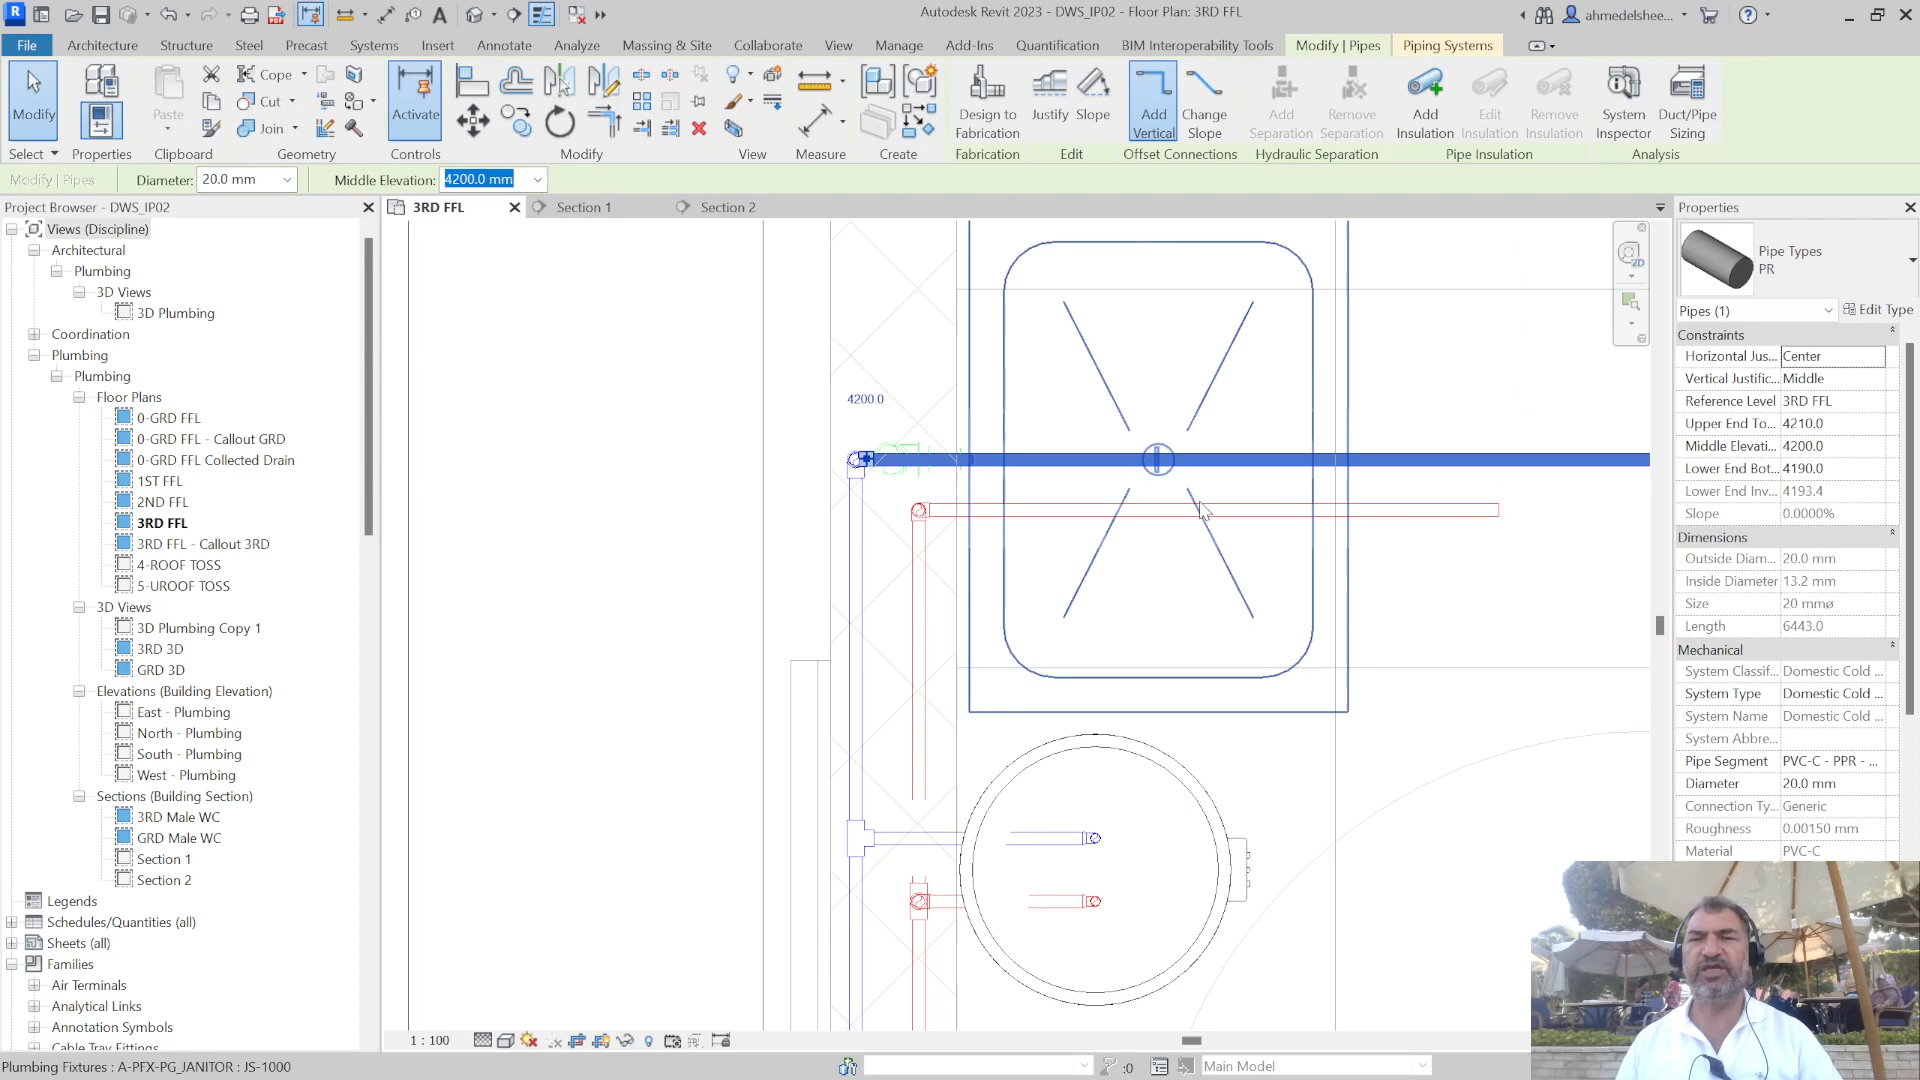 Autodesk Revit 2023 - DWS_IP02 - Floor Plan: 3RD FFL
ahmedelshee...
File
Architecture
Structure
Steel
Precast
Systems
Insert
Annotate
Analyze
Massing & Site
Collaborate
View
Manage
Add-Ins
Quantification
BIM Interoperability Tools
Modify | Pipes
Piping Systems
Modify
Paste
Cope
Cut
Join
Activate
Design to
Fabrication
Justify
Slope
Add
Vertical
Change
Slope
Add
Separation
Remove
Separation
Add
Insulation
Edit
Insulation
Remove
Insulation
System
Inspector
Duct/Pipe
Sizing
Select
Properties
Clipboard
Geometry
Controls
Modify
View
Measure
Create
Fabrication
Edit
Offset Connections
Hydraulic Separation
Pipe Insulation
Analysis
Modify | Pipes
Diameter: 20.0 mm
Middle Elevation: 4200.0 mm
Project Browser - DWS_IP02
Views (Discipline)
Architectural
Plumbing
3D Views
3D Plumbing
Coordination
Plumbing
Plumbing
Floor Plans
0-GRD FFL
0-GRD FFL - Callout GRD
0-GRD FFL Collected Drain
1ST FFL
2ND FFL
3RD FFL
3RD FFL - Callout 3RD
4-ROOF TOSS
5-UROOF TOSS
3D Views
3D Plumbing Copy 1
3RD 3D
GRD 3D
Elevations (Building Elevation)
East - Plumbing
North - Plumbing
South - Plumbing
West - Plumbing
Sections (Building Section)
3RD Male WC
GRD Male WC
Section 1
Section 2
Legends
Schedules/Quantities (all)
Sheets (all)
Families
Air Terminals
Analytical Links
Annotation Symbols
Cable Tray Fittings
3RD FFL
Section 1
Section 2
4200.0
2D
1 : 100
Properties
Pipe Types
PR
Pipes (1)
Edit Type
Constraints
Horizontal Jus... Center
Vertical Justific... Middle
Reference Level 3RD FFL
Upper End To... 4210.0
Middle Elevati... 4200.0
Lower End Bot... 4190.0
Lower End Inv... 4193.4
Slope 0.0000%
Dimensions
Outside Diam... 20.0 mm
Inside Diameter 13.2 mm
Size 20 mmø
Length 6443.0
Mechanical
System Classif... Domestic Cold ...
System Type Domestic Cold ...
System Name Domestic Cold ...
System Abbre...
Pipe Segment PVC-C - PPR - ...
Diameter 20.0 mm
Connection Ty... Generic
Roughness 0.00150 mm
Material PVC-C
Plumbing Fixtures : A-PFX-PG_JANITOR : JS-1000
:0
Main Model